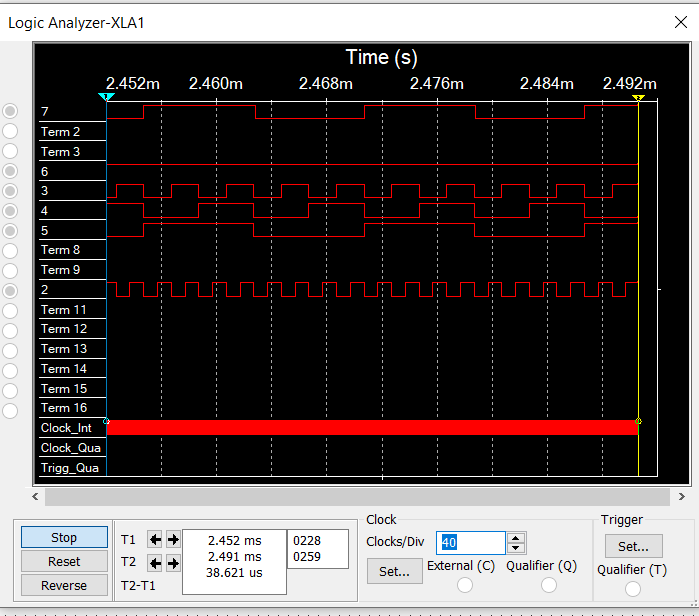 Logic Analyzer-XLA1
Time (s)
2.452m 2.460m 2.468m 2.476m 2.484m 2.492m
1 2
7
Term 2
Term 3
6
3
4
5
Term 8
Term 9
2
Term 11
Term 12
Term 13
Term 14
Term 15
Term 16
Clock_Int
Clock_Qua
Trigg_Qua
Stop
Reset
Reverse
T1 2.452 ms 0228
T2 2.491 ms 0259
T2-T1 38.621 us
Clock
Clocks/Div 40
Set... External (C) Qualifier (Q)
Trigger
Set...
Qualifier (T)